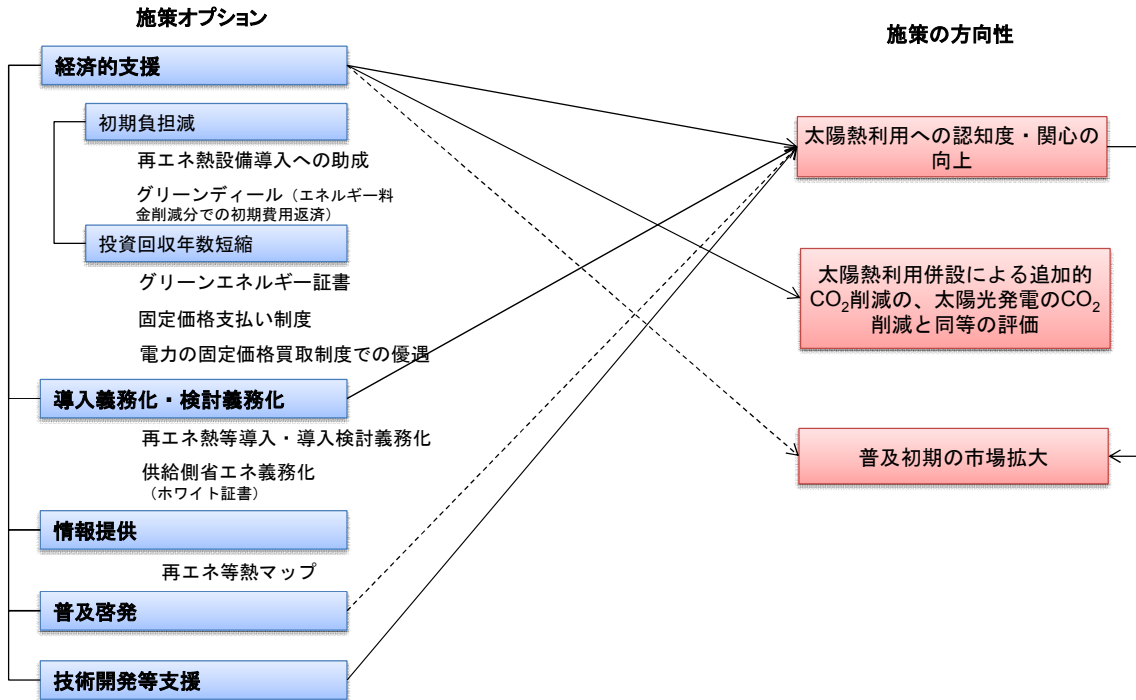 施策オプション
経済的支援
初期負担減
再エネ熱設備導入への助成
グリーンディール（エネルギー料
金削減分での初期費用返済）
投資回収年数短縮
グリーンエネルギー証書
固定価格支払い制度
電力の固定価格買取制度での優遇
導入義務化・検討義務化
再エネ熱等導入・導入検討義務化
供給側省エネ義務化
（ホワイト証書）
情報提供
再エネ等熱マップ
普及啓発
技術開発等支援
施策の方向性
太陽熱利用への認知度・関心の
向上
太陽熱利用併設による追加的
CO₂削減の、太陽光発電のCO₂
削減と同等の評価
普及初期の市場拡大